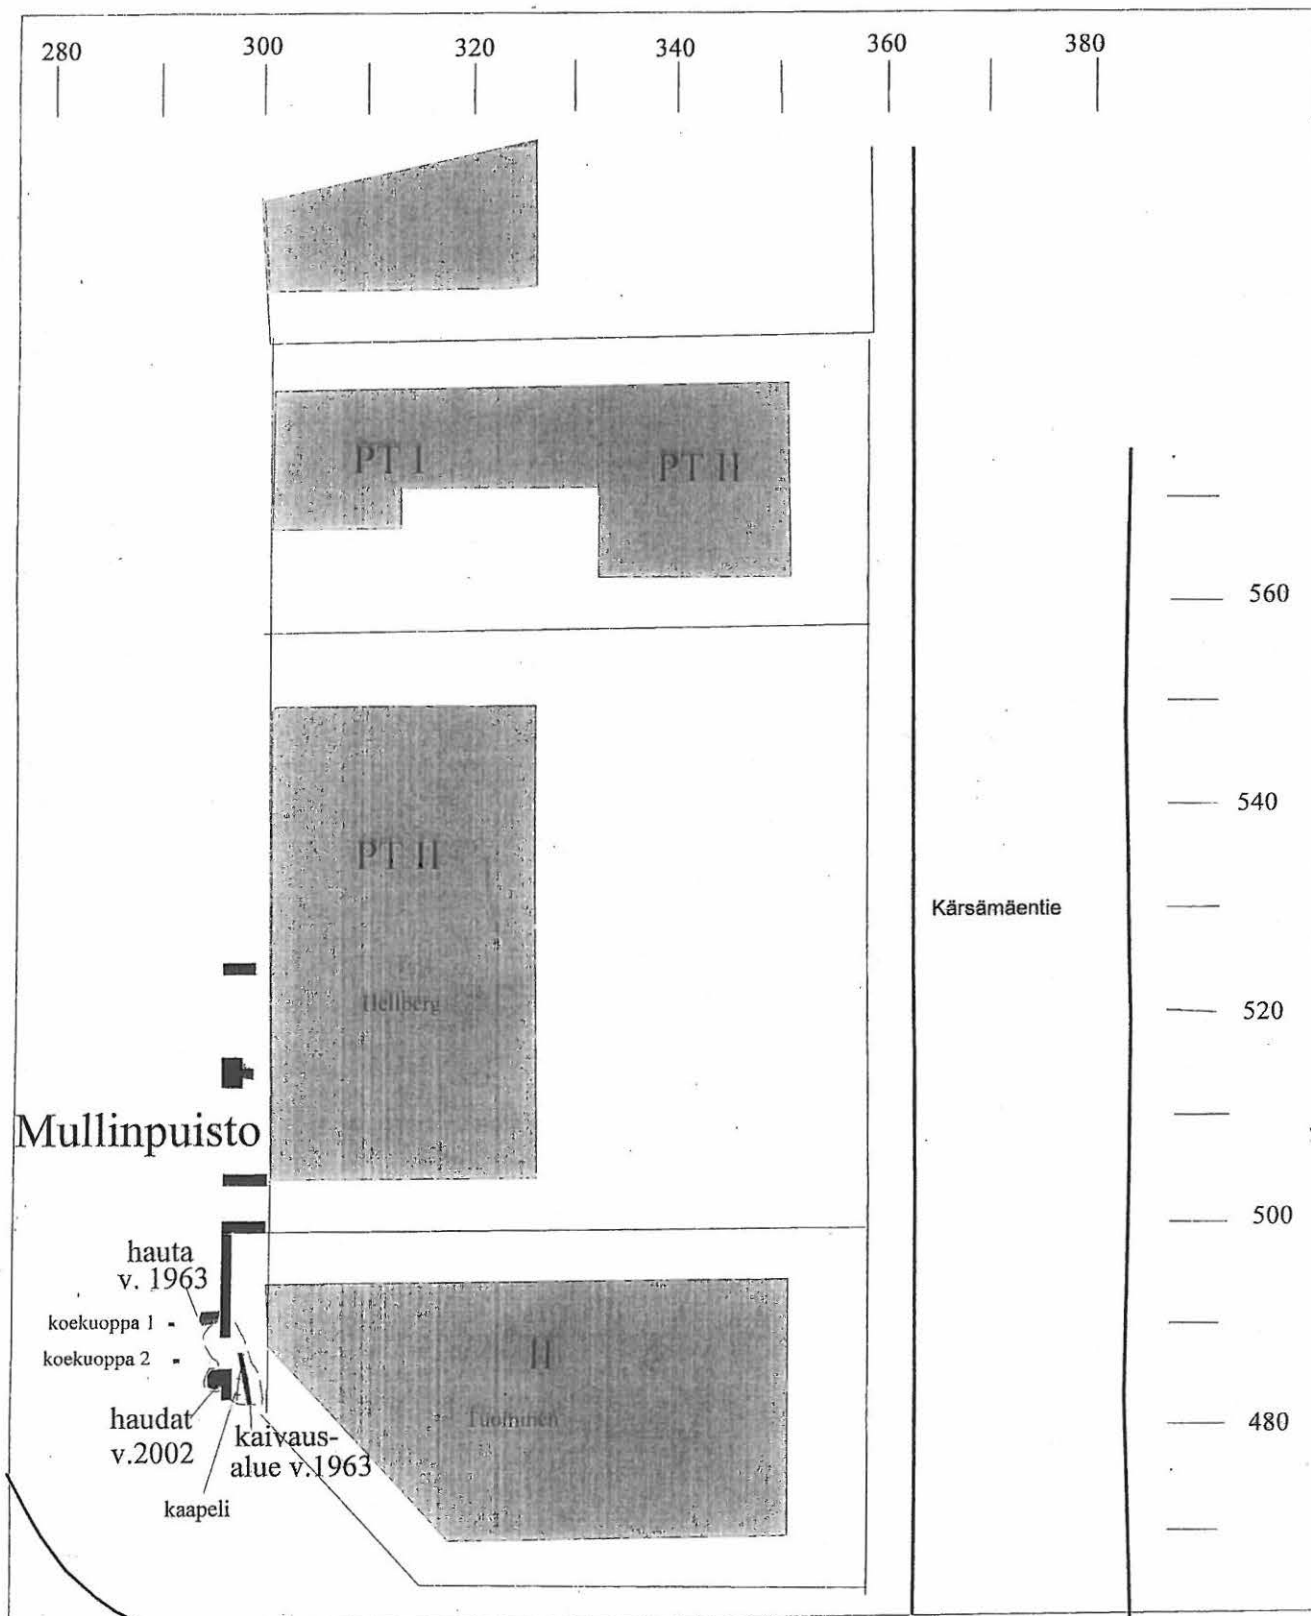 280 300 320 340 360 380
PT I
PT II
560
PT II
540
Kärsämäentie
Hellberg
520
Mullinpuisto
500
hauta
v. 1963
koekuoppa 1
koekuoppa 2
II
haudat
v.2002
kaivaus-
alue v.1963
Tuominen
480
kaapeli